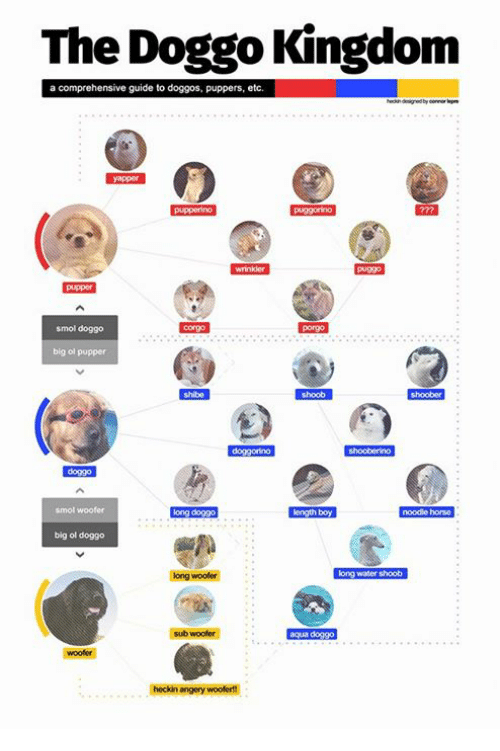 The Doggo Kingdom
a comprehensive guide to doggos, puppers, etc.
heckin designed by connor lepre
yapper
pupperino
puggorino
???
wrinkler
puggo
pupper
smol doggo
big ol pupper
corgo
porgo
shibe
shoob
shoober
doggorino
shooberino
doggo
smol woofer
big ol doggo
long doggo
length boy
noodle horse
long woofer
long water shoob
sub woofer
aqua doggo
woofer
heckin angery woofer!!